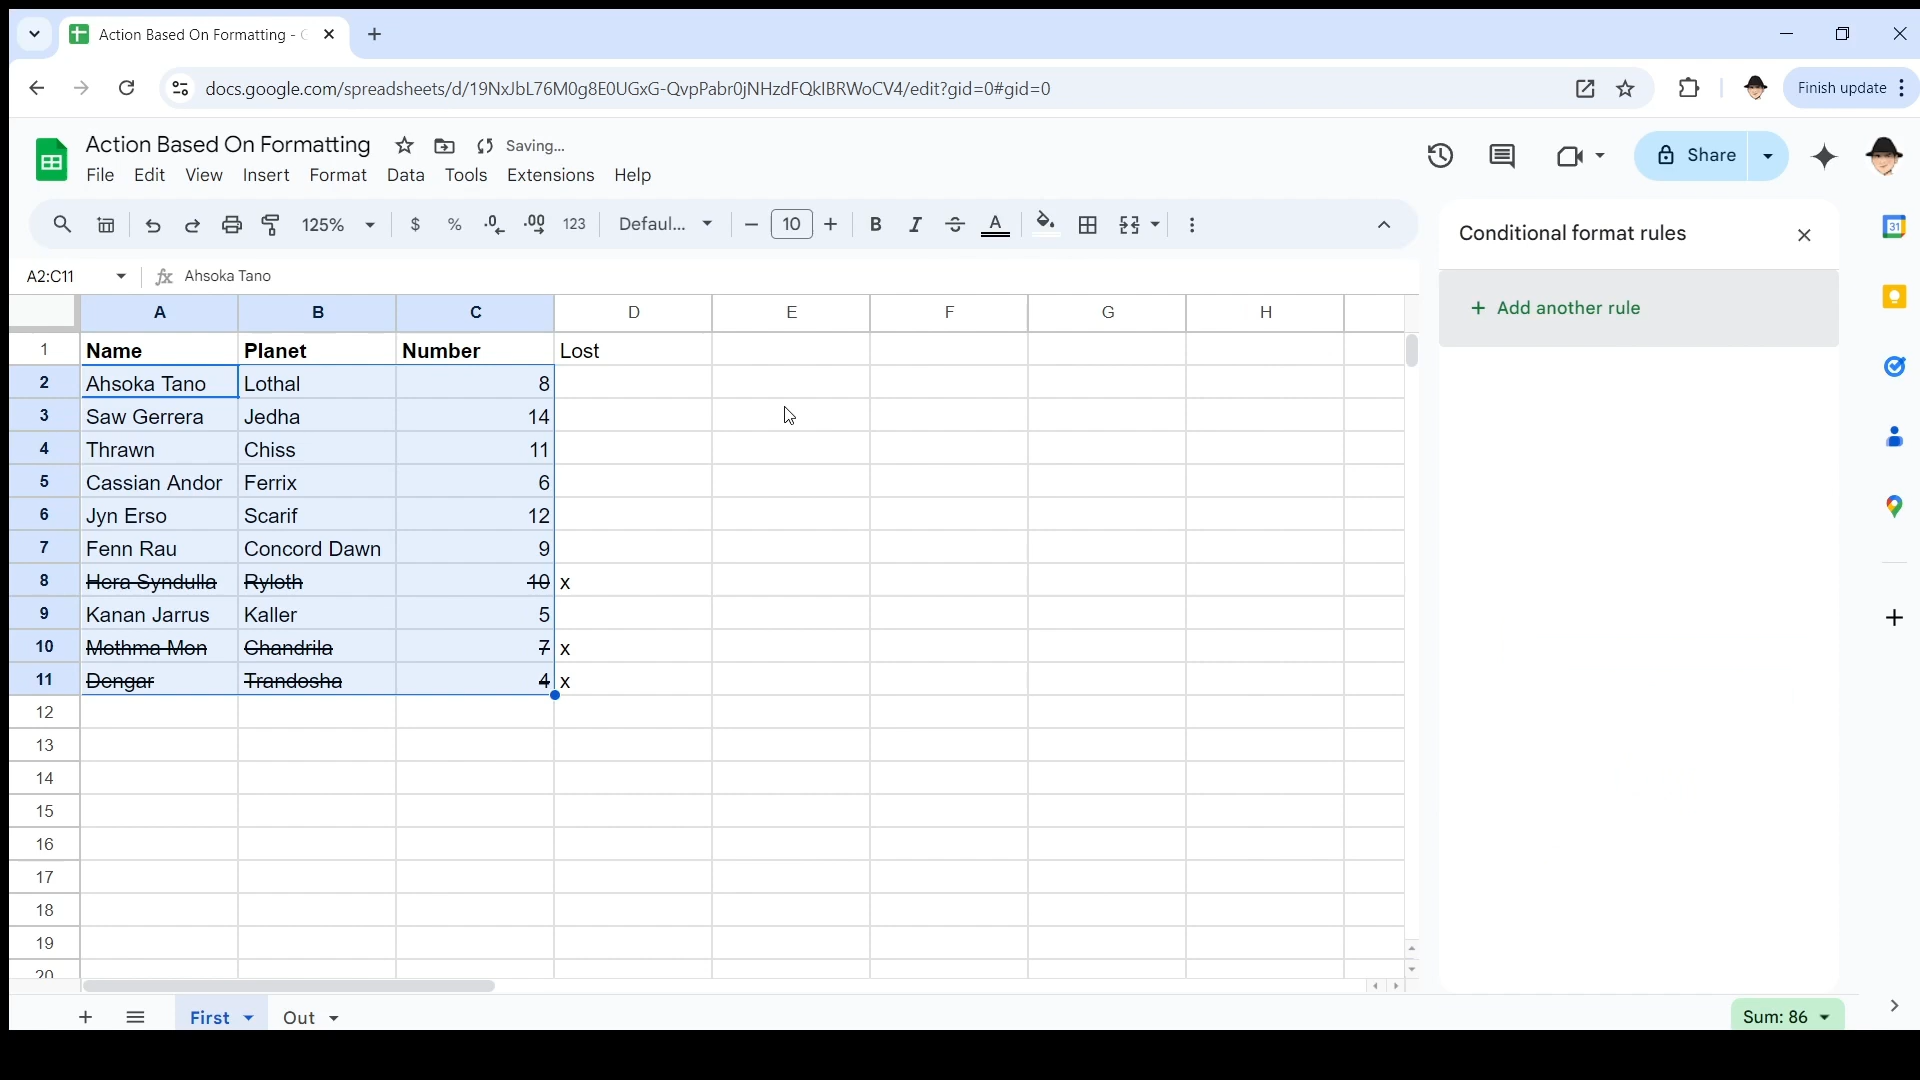 Action Based On Formatting - G
docs.google.com/spreadsheets/d/19NxJbL76M0g8E0UGxG-QvpPabr0jNHzdFQkIBRWoCV4/edit?gid=0#gid=0
Finish update
Action Based On Formatting
Saving...
File Edit View Insert Format Data Tools Extensions Help
Share
125% $ % .0 .00 123 Defaul... 10 B I A
Conditional format rules
31
A2:C11 fx Ahsoka Tano
+ Add another rule
A B C D E F G H
1 Name Planet Number Lost
2 Ahsoka Tano Lothal 8
3 Saw Gerrera Jedha 14
4 Thrawn Chiss 11
5 Cassian Andor Ferrix 6
6 Jyn Erso Scarif 12
7 Fenn Rau Concord Dawn 9
8 Hera Syndulla Ryloth 10 x
9 Kanan Jarrus Kaller 5
10 Mothma Mon Chandrila 7 x
11 Dengar Trandosha 4 x
12
13
14
15
16
17
18
19
20
First Out
Sum: 86